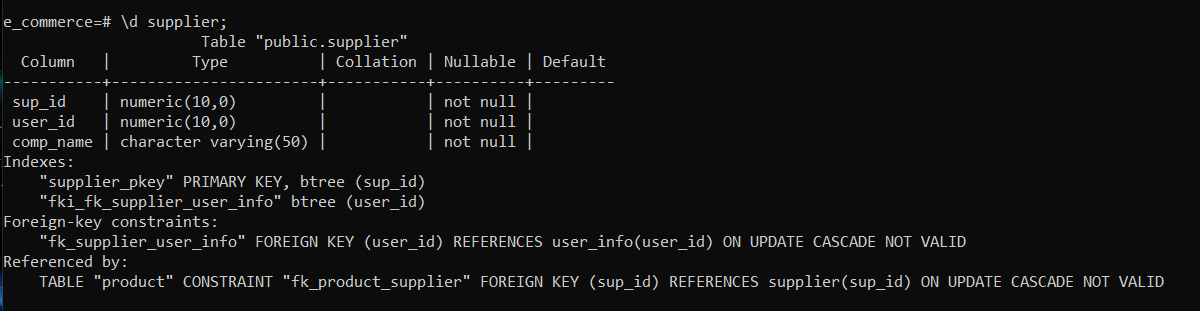 e_commerce=# \d supplier;
                     Table "public.supplier"
  Column   |         Type          | Collation | Nullable | Default
-----------+-----------------------+-----------+----------+---------
 sup_id    | numeric(10,0)         |           | not null |
 user_id   | numeric(10,0)         |           | not null |
 comp_name | character varying(50) |           | not null |
Indexes:
    "supplier_pkey" PRIMARY KEY, btree (sup_id)
    "fki_fk_supplier_user_info" btree (user_id)
Foreign-key constraints:
    "fk_supplier_user_info" FOREIGN KEY (user_id) REFERENCES user_info(user_id) ON UPDATE CASCADE NOT VALID
Referenced by:
    TABLE "product" CONSTRAINT "fk_product_supplier" FOREIGN KEY (sup_id) REFERENCES supplier(sup_id) ON UPDATE CASCADE NOT VALID